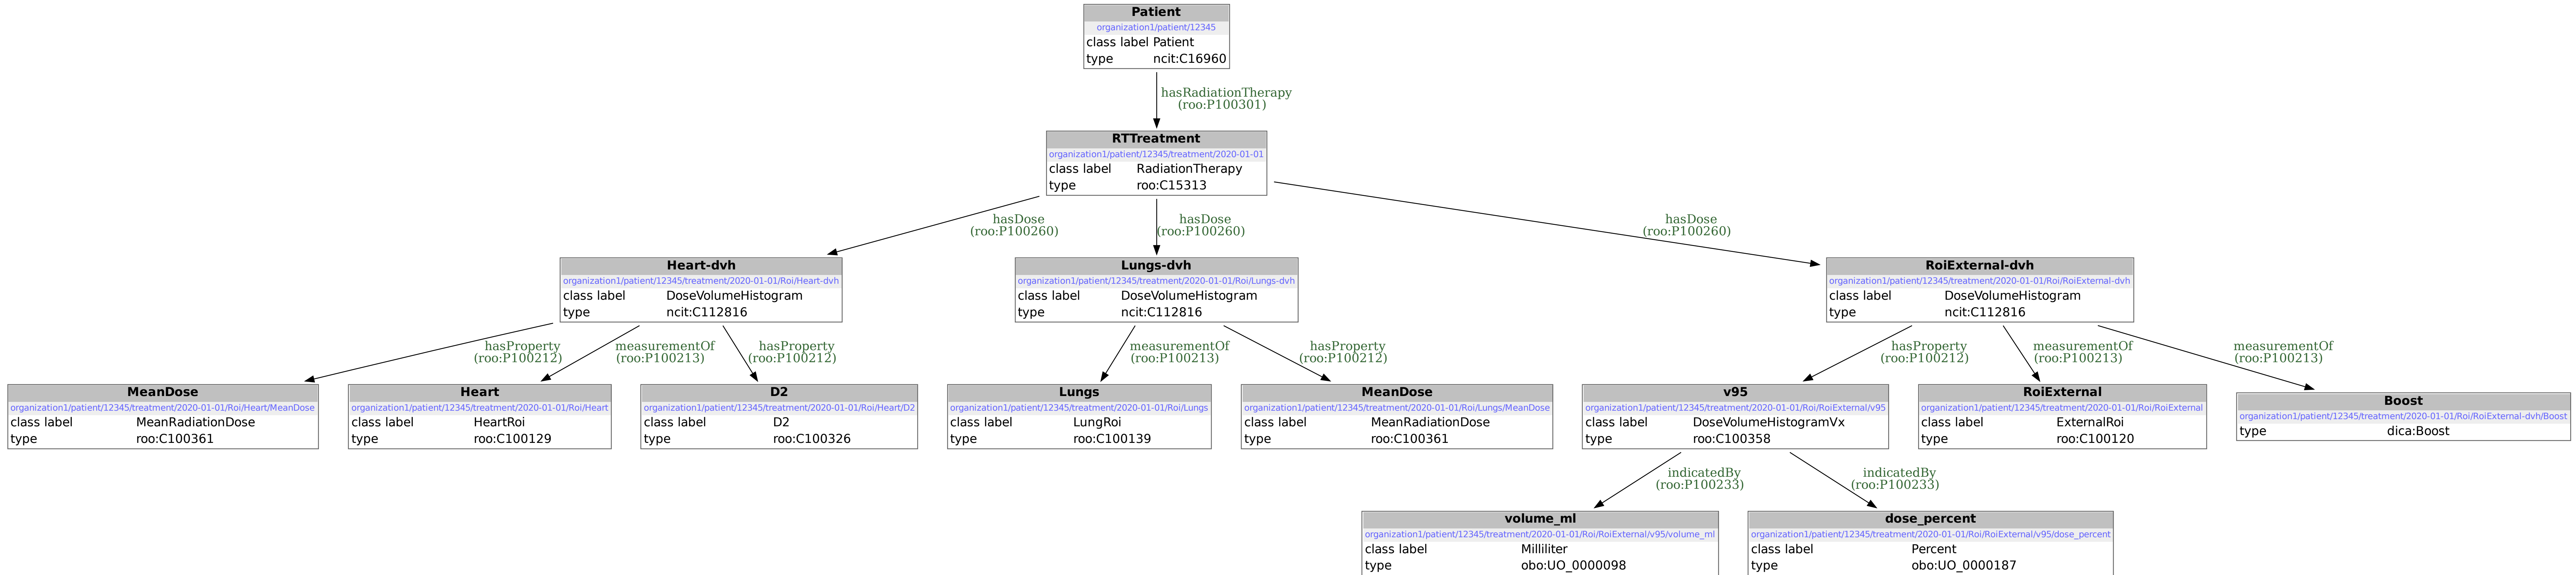 Patient
organization1/patient/12345
class label Patient
type ncit:C16960
hasRadiationTherapy
(roo:P100301)
RTTreatment
organization1/patient/12345/treatment/2020-01-01
class label RadiationTherapy
type roo:C15313
hasDose
(roo:P100260)
hasDose
(roo:P100260)
hasDose
(roo:P100260)
Heart-dvh
organization1/patient/12345/treatment/2020-01-01/Roi/Heart-dvh
class label DoseVolumeHistogram
type ncit:C112816
Lungs-dvh
organization1/patient/12345/treatment/2020-01-01/Roi/Lungs-dvh
class label DoseVolumeHistogram
type ncit:C112816
RoiExternal-dvh
organization1/patient/12345/treatment/2020-01-01/Roi/RoiExternal-dvh
class label DoseVolumeHistogram
type ncit:C112816
hasProperty
(roo:P100212)
measurementOf
(roo:P100213)
hasProperty
(roo:P100212)
measurementOf
(roo:P100213)
hasProperty
(roo:P100212)
hasProperty
(roo:P100212)
measurementOf
(roo:P100213)
measurementOf
(roo:P100213)
MeanDose
organization1/patient/12345/treatment/2020-01-01/Roi/Heart/MeanDose
class label MeanRadiationDose
type roo:C100361
Heart
organization1/patient/12345/treatment/2020-01-01/Roi/Heart
class label HeartRoi
type roo:C100129
D2
organization1/patient/12345/treatment/2020-01-01/Roi/Heart/D2
class label D2
type roo:C100326
Lungs
organization1/patient/12345/treatment/2020-01-01/Roi/Lungs
class label LungRoi
type roo:C100139
MeanDose
organization1/patient/12345/treatment/2020-01-01/Roi/Lungs/MeanDose
class label MeanRadiationDose
type roo:C100361
v95
organization1/patient/12345/treatment/2020-01-01/Roi/RoiExternal/v95
class label DoseVolumeHistogramVx
type roo:C100358
RoiExternal
organization1/patient/12345/treatment/2020-01-01/Roi/RoiExternal
class label ExternalRoi
type roo:C100120
Boost
organization1/patient/12345/treatment/2020-01-01/Roi/RoiExternal-dvh/Boost
type dica:Boost
indicatedBy
(roo:P100233)
indicatedBy
(roo:P100233)
volume_ml
organization1/patient/12345/treatment/2020-01-01/Roi/RoiExternal/v95/volume_ml
class label Milliliter
type obo:UO_0000098
dose_percent
organization1/patient/12345/treatment/2020-01-01/Roi/RoiExternal/v95/dose_percent
class label Percent
type obo:UO_0000187